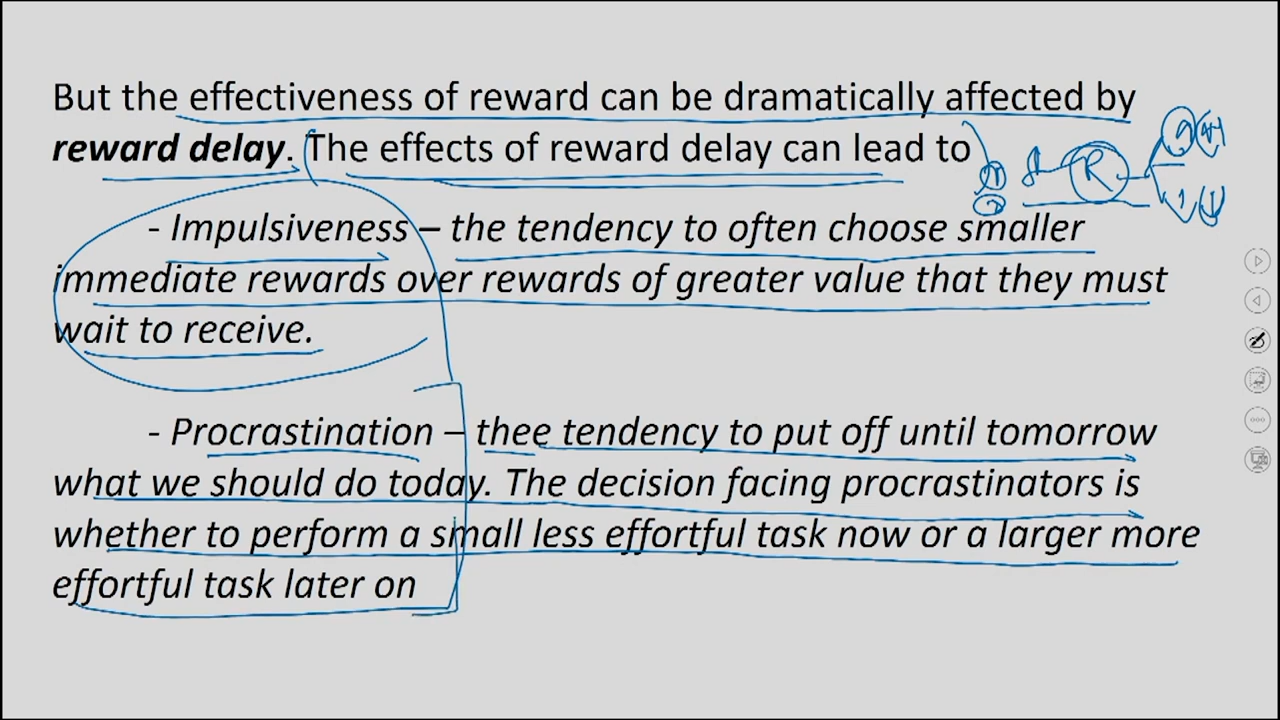 But the effectiveness of reward can be dramatically affected by
reward delay. The effects of reward delay can lead to
- Impulsiveness – the tendency to often choose smaller
immediate rewards over rewards of greater value that they must
wait to receive.
- Procrastination – thee tendency to put off until tomorrow
what we should do today. The decision facing procrastinators is
whether to perform a small less effortful task now or a larger more
effortful task later on
R